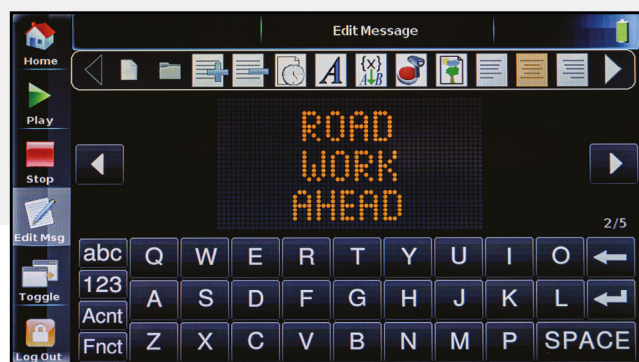 Edit Message
Home
Play
Stop
Edit Msg
Toggle
Log Out
A
{x}
A B
ROAD
WORK
AHEAD
2/5
abc Q W E R T Y U I O
123 A S D F G H J K L
Acnt
Fnct Z X C V B N M P SPACE